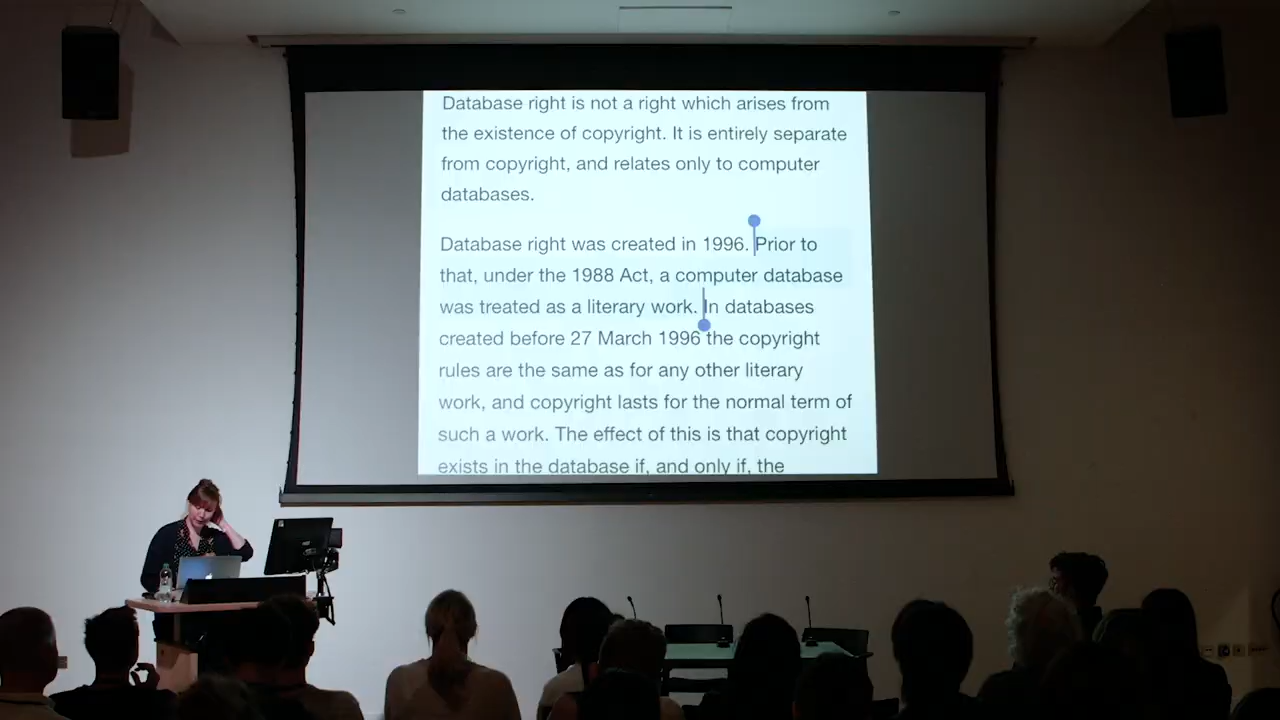 Database right is not a right which arises from
the existence of copyright. It is entirely separate
from copyright, and relates only to computer
databases.
Database right was created in 1996. Prior to
that, under the 1988 Act, a computer database
was treated as a literary work. In databases
created before 27 March 1996 the copyright
rules are the same as for any other literary
work, and copyright lasts for the normal term of
such a work. The effect of this is that copyright
exists in the database if, and only if, the